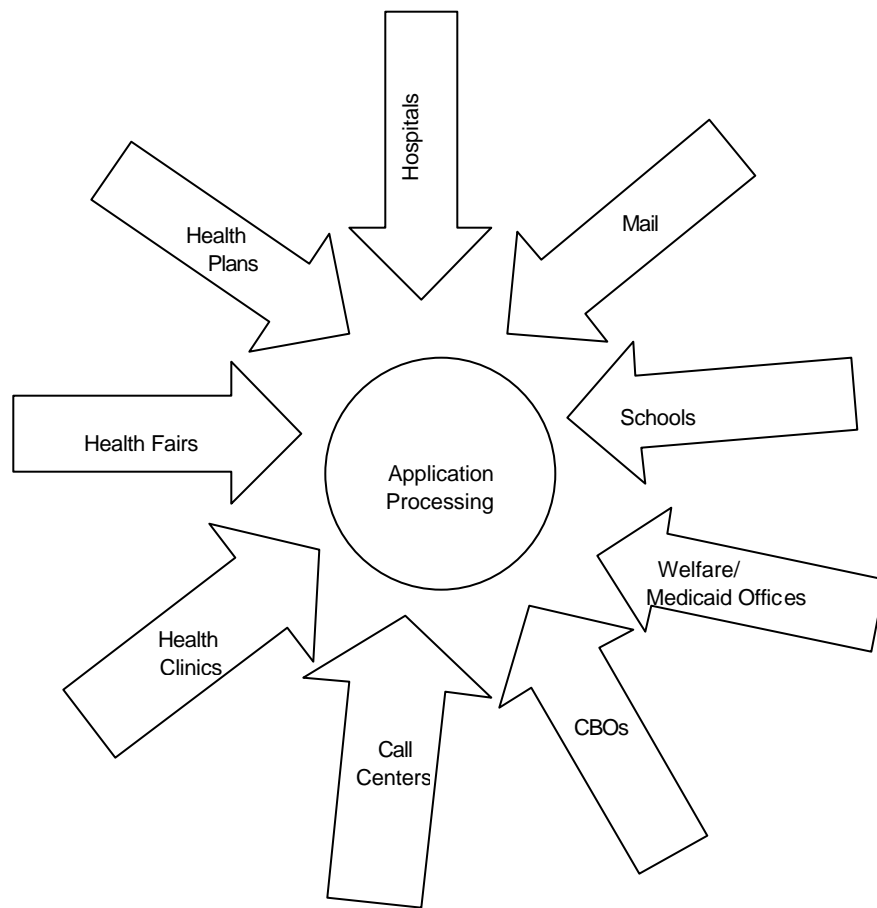 Hospitals
Mail
Health
Plans
Schools
Health Fairs
Application
Processing
Welfare/
Medicaid Offices
Health
Clinics
CBOs
Call
Centers